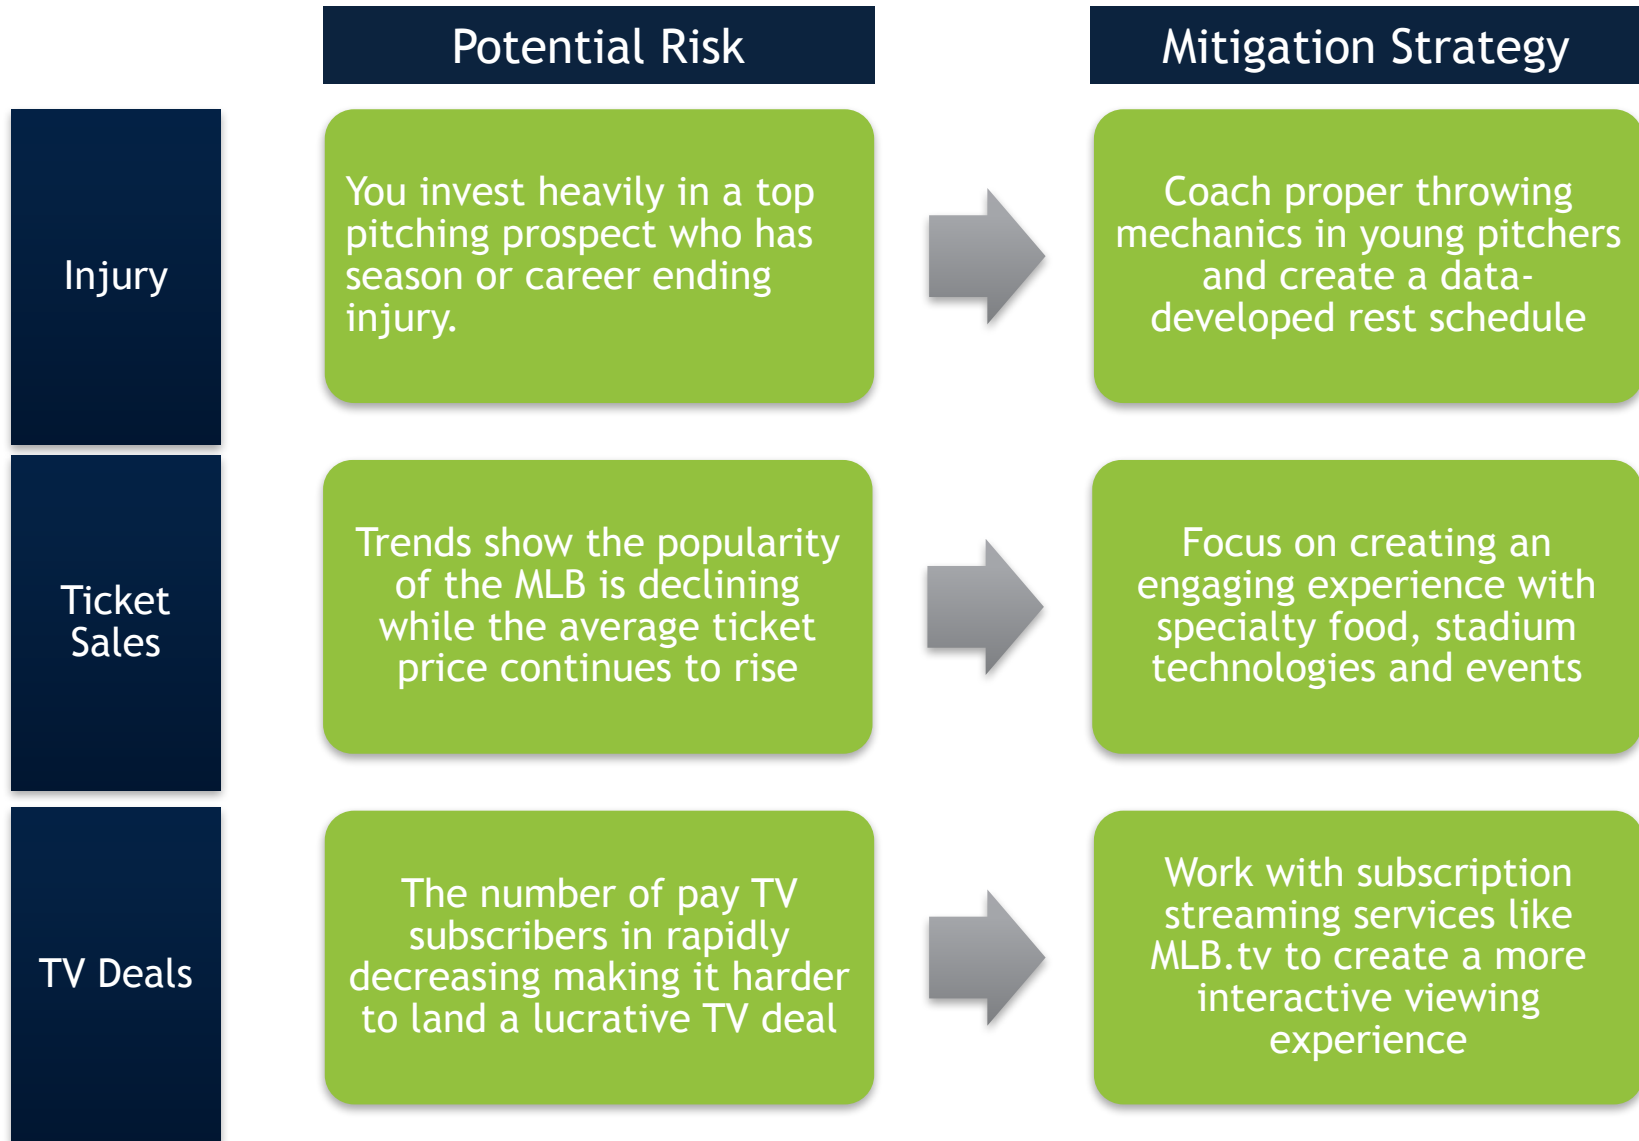 Potential Risk
Mitigation Strategy
Injury
You invest heavily in a top
pitching prospect who has
season or career ending
injury.
Coach proper throwing
mechanics in young pitchers
and create a data-
developed rest schedule
Ticket
Sales
Trends show the popularity
of the MLB is declining
while the average ticket
price continues to rise
Focus on creating an
engaging experience with
specialty food, stadium
technologies and events
TV Deals
The number of pay TV
subscribers in rapidly
decreasing making it harder
to land a lucrative TV deal
Work with subscription
streaming services like
MLB.tv to create a more
interactive viewing
experience